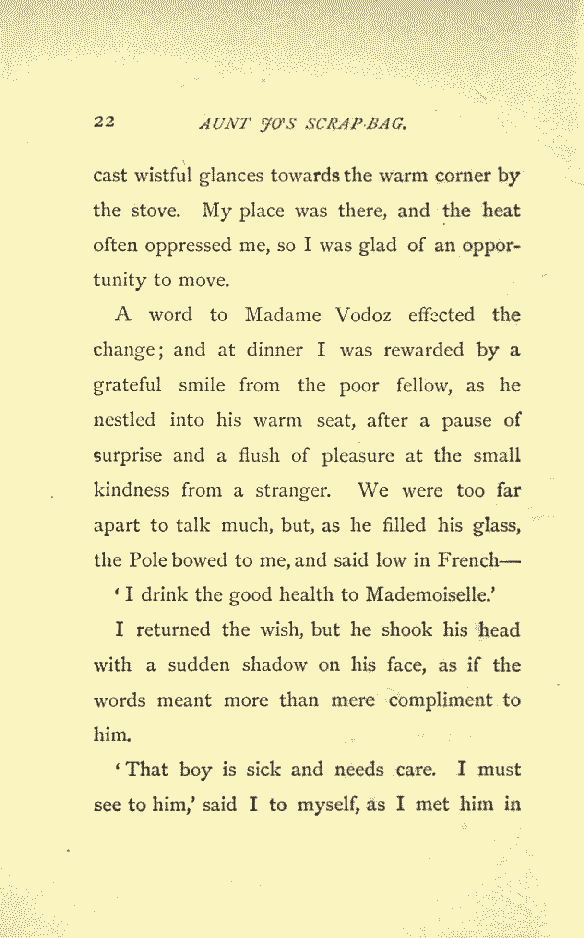 22 AUNT JO'S SCRAP-BAG.
cast wistful glances towards the warm corner by
the stove. My place was there, and the heat
often oppressed me, so I was glad of an oppor-
tunity to move.
A word to Madame Vodoz effected the
change; and at dinner I was rewarded by a
grateful smile from the poor fellow, as he
nestled into his warm seat, after a pause of
surprise and a flush of pleasure at the small
kindness from a stranger. We were too far
apart to talk much, but, as he filled his glass,
the Pole bowed to me, and said low in French—
'I drink the good health to Mademoiselle.'
I returned the wish, but he shook his head
with a sudden shadow on his face, as if the
words meant more than mere compliment to
him.
'That boy is sick and needs care. I must
see to him,' said I to myself, as I met him in